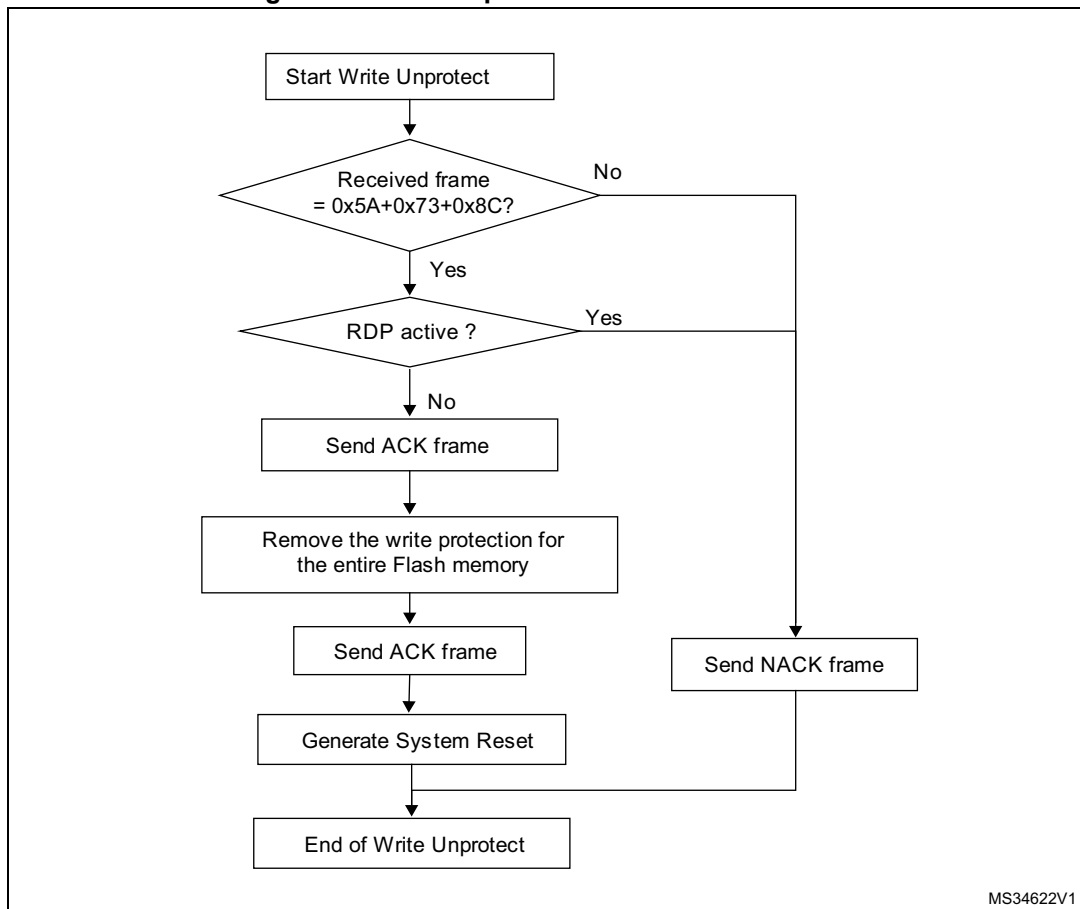 Start Write Unprotect
Received frame
= 0x5A+0x73+0x8C?
No
Yes
RDP active ?
Yes
No
Send ACK frame
Remove the write protection for
the entire Flash memory
Send ACK frame
Send NACK frame
Generate System Reset
End of Write Unprotect
MS34622V1